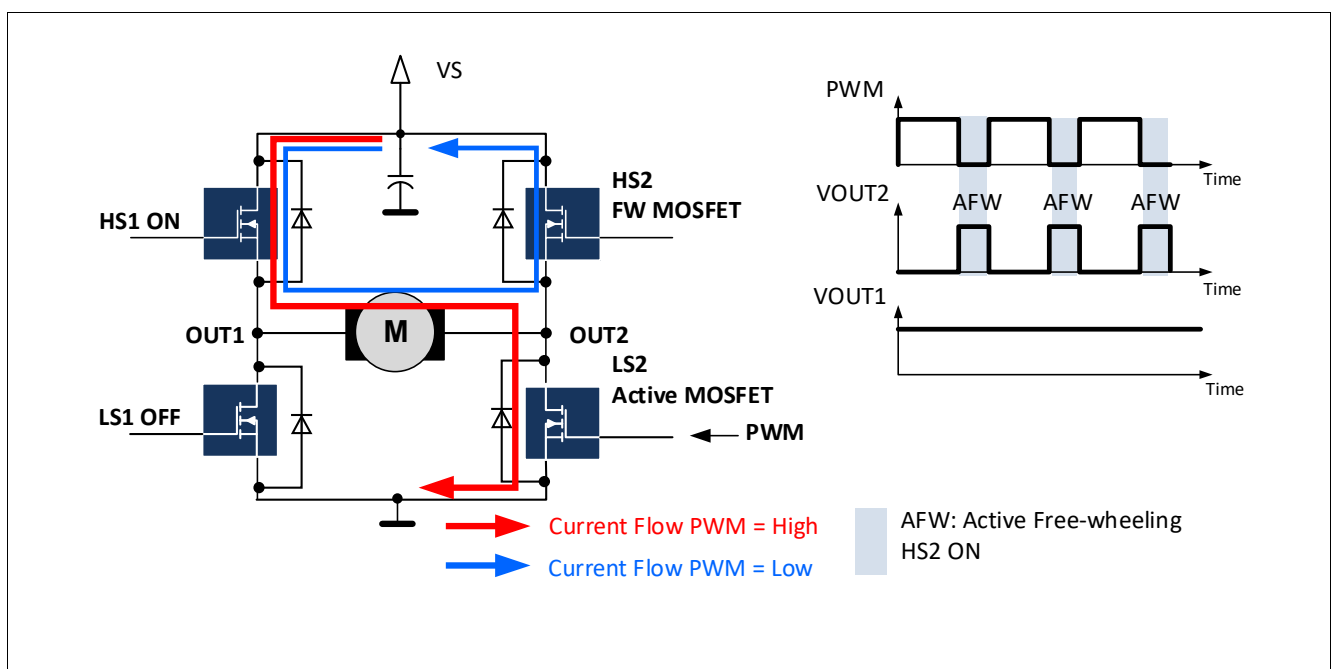 VS
HS1 ON
HS2
FW MOSFET
OUT1
M
OUT2
LS2
Active MOSFET
LS1 OFF
PWM
Current Flow PWM = High
Current Flow PWM = Low
PWM
Time
VOUT2
AFW
AFW
AFW
Time
VOUT1
Time
AFW: Active Free-wheeling
HS2 ON